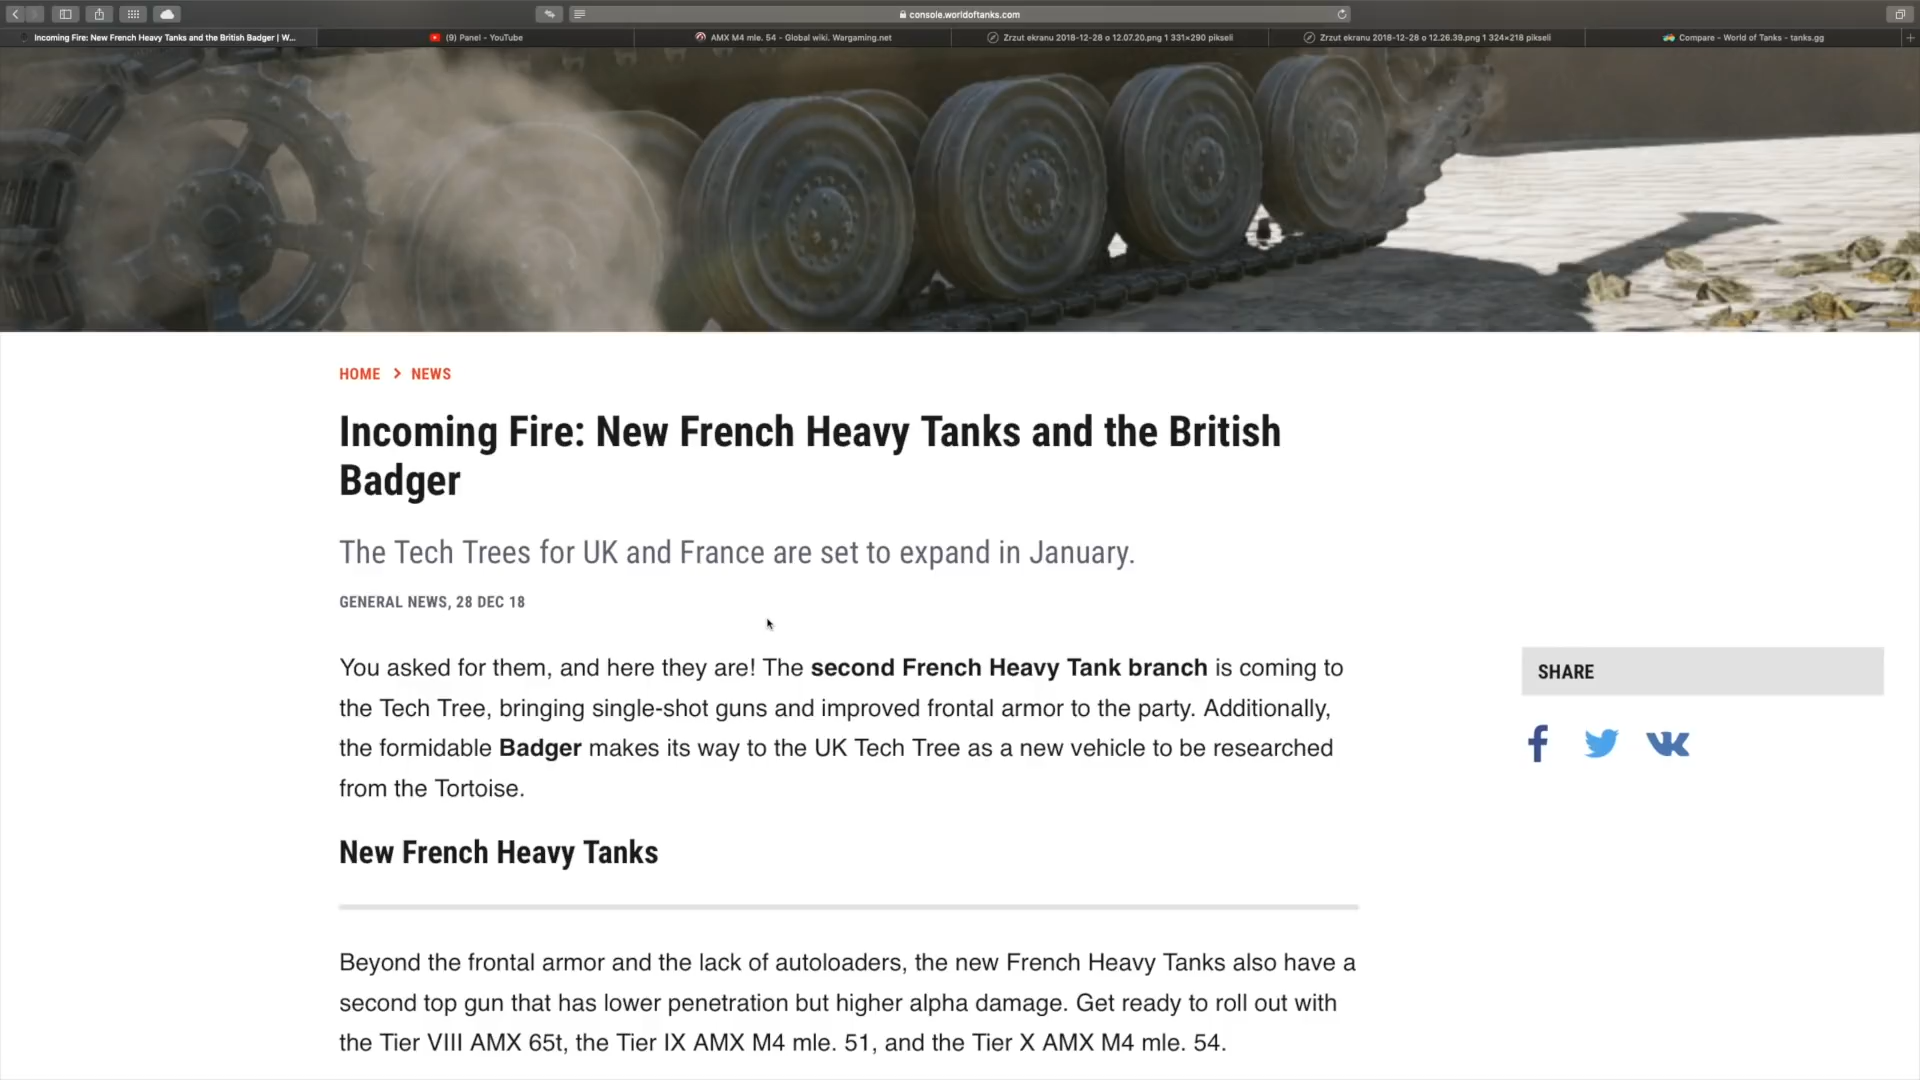 console.worldoftanks.com
Incoming Fire: New French Heavy Tanks and the British Badger | W...
(9) Panel - YouTube
AMX M4 mle. 54 - Global wiki. Wargaming.net
Zrzut ekranu 2018-12-28 o 12.07.20.png 1 331×290 pikseli
Zrzut ekranu 2018-12-28 o 12.26.39.png 1 324×218 pikseli
Compare - World of Tanks - tanks.gg
HOME > NEWS
Incoming Fire: New French Heavy Tanks and the British
Badger
The Tech Trees for UK and France are set to expand in January.
GENERAL NEWS, 28 DEC 18
You asked for them, and here they are! The second French Heavy Tank branch is coming to
the Tech Tree, bringing single-shot guns and improved frontal armor to the party. Additionally,
the formidable Badger makes its way to the UK Tech Tree as a new vehicle to be researched
from the Tortoise.
SHARE
New French Heavy Tanks
Beyond the frontal armor and the lack of autoloaders, the new French Heavy Tanks also have a
second top gun that has lower penetration but higher alpha damage. Get ready to roll out with
the Tier VIII AMX 65t, the Tier IX AMX M4 mle. 51, and the Tier X AMX M4 mle. 54.